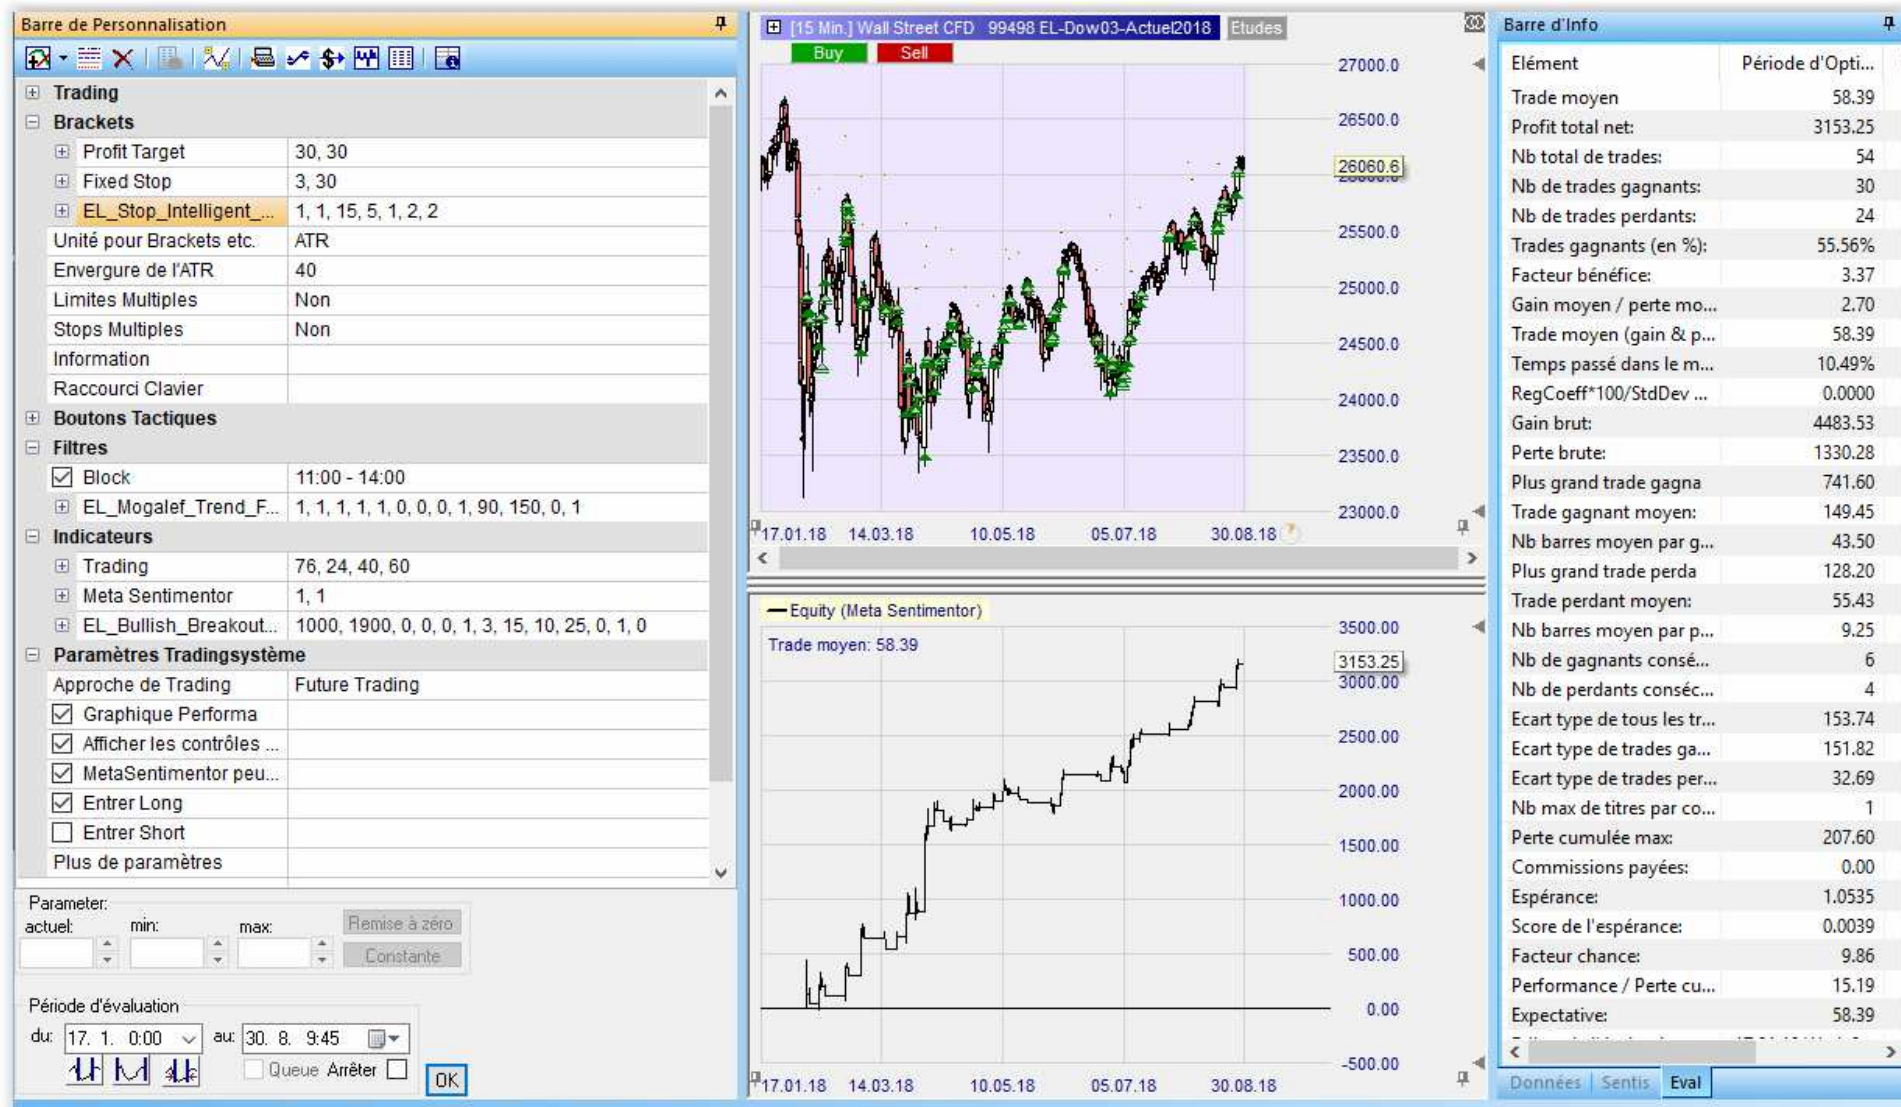 Barre de Personnalisation
Trading
Brackets
Profit Target 30, 30
Fixed Stop 3, 30
EL_Stop_Intelligent_... 1, 1, 15, 5, 1, 2, 2
Unité pour Brackets etc. ATR
Envergure de l'ATR 40
Limites Multiples Non
Stops Multiples Non
Information
Raccourci Clavier
Boutons Tactiques
Filtres
Block 11:00 - 14:00
EL_Mogalef_Trend_F... 1, 1, 1, 1, 1, 0, 0, 0, 1, 90, 150, 0, 1
Indicateurs
Trading 76, 24, 40, 60
Meta Sentimentor 1, 1
EL_Bullish_Breakout... 1000, 1900, 0, 0, 0, 1, 3, 15, 10, 25, 0, 1, 0
Paramètres Tradingsystème
Approche de Trading Future Trading
Graphique Performa
Afficher les contrôles ...
MetaSentimentor peu...
Entrer Long
Entrer Short
Plus de paramètres
Parameter:
actuel: min: max: Remise à zéro
Constante
Période d'évaluation
du: 17. 1. 0:00 au: 30. 8. 9:45
Queue Arrêter OK
[15 Min.] Wall Street CFD 99498 EL-Dow03-Actuel2018 Etudes
Buy Sell
27000.0
26500.0
26060.6
25500.0
25000.0
24500.0
24000.0
23500.0
23000.0
17.01.18 14.03.18 10.05.18 05.07.18 30.08.18
Equity (Meta Sentimentor)
Trade moyen: 58.39
3500.00
3153.25
3000.00
2500.00
2000.00
1500.00
1000.00
500.00
0.00
-500.00
17.01.18 14.03.18 10.05.18 05.07.18 30.08.18
Barre d'Info
Elément Période d'Opti...
Trade moyen 58.39
Profit total net: 3153.25
Nb total de trades: 54
Nb de trades gagnants: 30
Nb de trades perdants: 24
Trades gagnants (en %): 55.56%
Facteur bénéfice: 3.37
Gain moyen / perte mo... 2.70
Trade moyen (gain & p... 58.39
Temps passé dans le m... 10.49%
RegCoeff*100/StdDev ... 0.0000
Gain brut: 4483.53
Perte brute: 1330.28
Plus grand trade gagna 741.60
Trade gagnant moyen: 149.45
Nb barres moyen par g... 43.50
Plus grand trade perda 128.20
Trade perdant moyen: 55.43
Nb barres moyen par p... 9.25
Nb de gagnants consé... 6
Nb de perdants conséc... 4
Ecart type de tous les tr... 153.74
Ecart type de trades ga... 151.82
Ecart type de trades per... 32.69
Nb max de titres par co... 1
Perte cumulée max: 207.60
Commissions payées: 0.00
Espérance: 1.0535
Score de l'espérance: 0.0039
Facteur chance: 9.86
Performance / Perte cu... 15.19
Expectative: 58.39
Données Sentis Eval